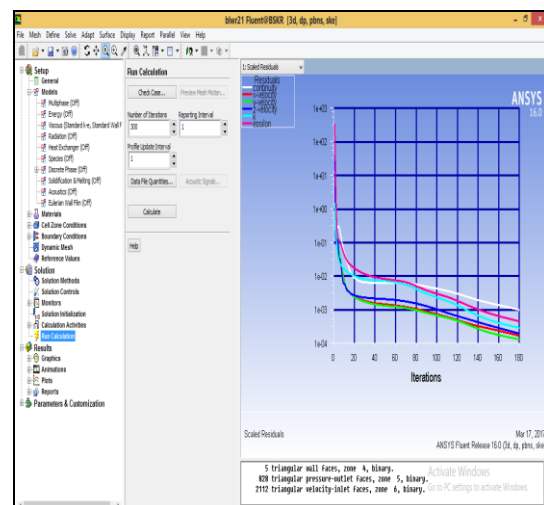 biwr21 Fluent@BSKR [3d, dp, pbns, ske]
File Mesh Define Solve Adapt Surface Display Report Parallel View Help
Setup
General
Models
Multiphase (Off)
Energy (Off)
Viscous (Standard k-e, Standard Wall F
Radiation (Off)
Heat Exchanger (Off)
Species (Off)
Discrete Phase (Off)
Solidification & Melting (Off)
Acoustics (Off)
Eulerian Wall Film (Off)
Materials
Cell Zone Conditions
Boundary Conditions
Dynamic Mesh
Reference Values
Solution
Solution Methods
Solution Controls
Monitors
Solution Initialization
Calculation Activities
Run Calculation
Results
Graphics
Animations
Plots
Reports
Parameters & Customization
Run Calculation
Check Case... Preview Mesh Motion...
Number of Iterations Reporting Interval
300 1
Profile Update Interval
1
Data File Quantities... Acoustic Signals...
Calculate
Help
1: Scaled Residuals
Residuals
continuity
x-velocity
y-velocity
z-velocity
k
epsilon
ANSYS
16.0
1e+03
1e+02
1e+01
1e+00
1e-01
1e-02
1e-03
1e-04
0 20 40 60 80 100 120 140 160 180
Iterations
Scaled Residuals
Mar 17, 2017
ANSYS Fluent Release 16.0 (3d, dp, pbns, ske)
5 triangular wall faces, zone 4, binary.
828 triangular pressure-outlet faces, zone 5, binary.
2112 triangular velocity-inlet faces, zone 6, binary.
Activate Windows
Go to PC settings to activate Windows.